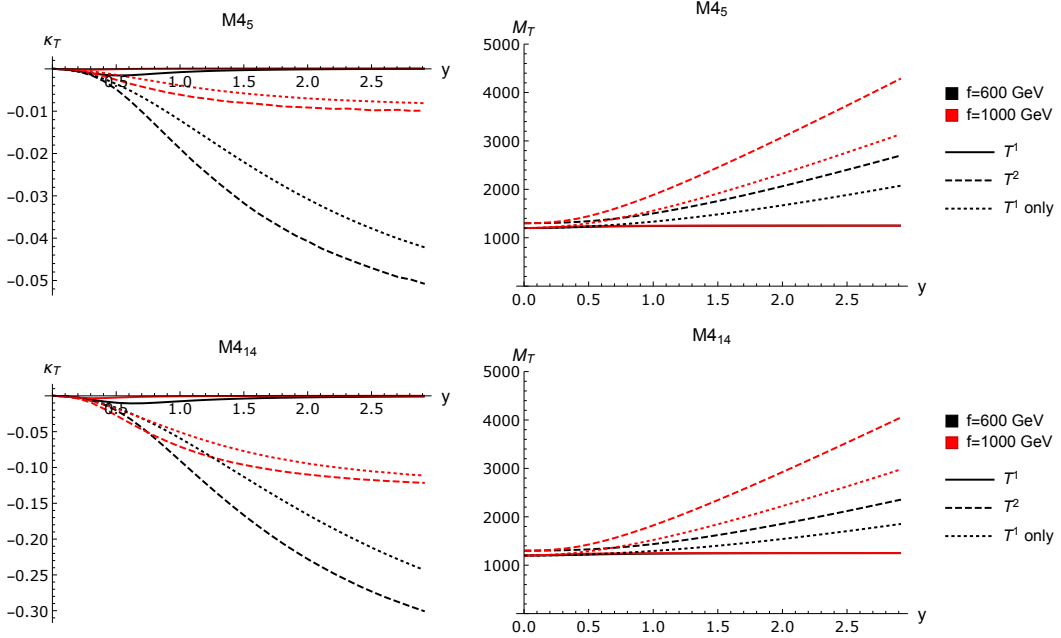 M4₅
κ_T
y
0.5 1.0 1.5 2.0 2.5
−0.01
−0.02
−0.03
−0.04
−0.05
M4₅
M_T
5000
4000
3000
2000
1000
0.0 0.5 1.0 1.5 2.0 2.5
y
f=600 GeV
f=1000 GeV
T¹
T²
T¹ only
M4₁₄
κ_T
y
0.5 1.0 1.5 2.0 2.5
−0.05
−0.10
−0.15
−0.20
−0.25
−0.30
M4₁₄
M_T
5000
4000
3000
2000
1000
0.0 0.5 1.0 1.5 2.0 2.5
y
f=600 GeV
f=1000 GeV
T¹
T²
T¹ only